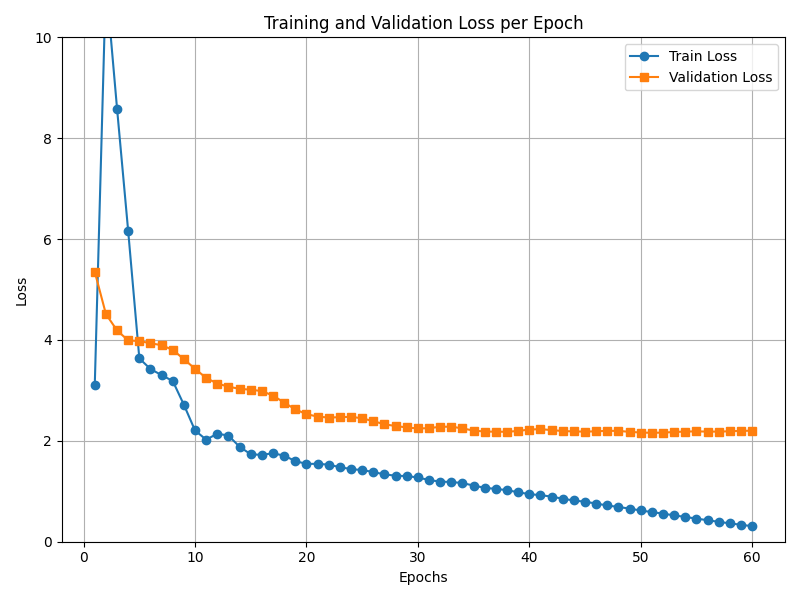 Training and Validation Loss per Epoch
Train Loss
Validation Loss
Loss
10
8
6
4
2
0
0 10 20 30 40 50 60
Epochs